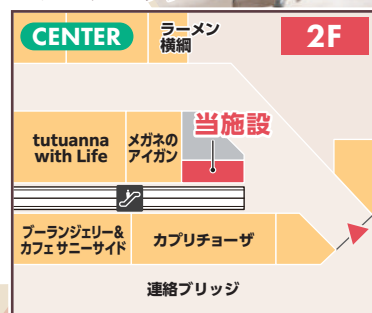 CENTER
ラーメン
横綱
2F
tutuanna
with Life
メガネの
アイガン
当施設
ブーランジェリー&
カフェ サニーサイド
カプリチョーザ
連絡ブリッジ